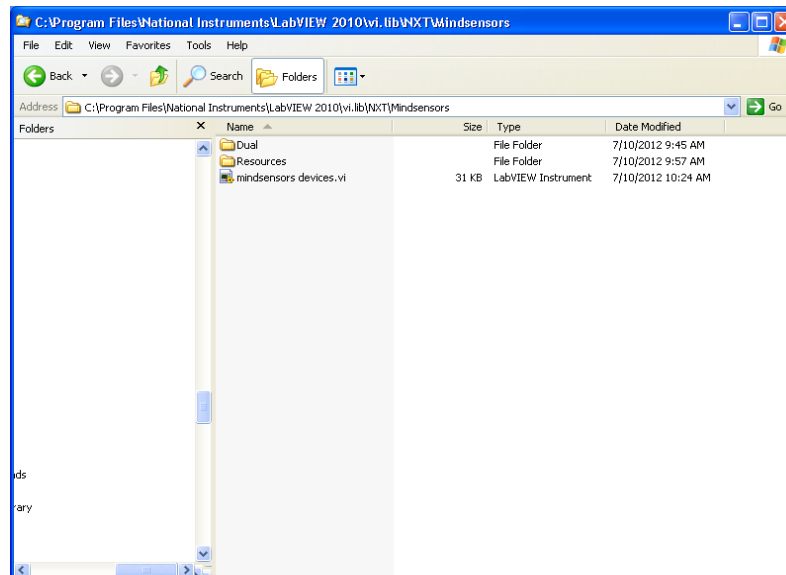 C:\Program Files\National Instruments\LabVIEW 2010\vi.lib\NXT\Mindsensors
File Edit View Favorites Tools Help
Back Search Folders
Address C:\Program Files\National Instruments\LabVIEW 2010\vi.lib\NXT\Mindsensors Go
Folders Name Size Type Date Modified
Dual File Folder 7/10/2012 9:45 AM
Resources File Folder 7/10/2012 9:57 AM
mindsensors devices.vi 31 KB LabVIEW Instrument 7/10/2012 10:24 AM
ds
rary